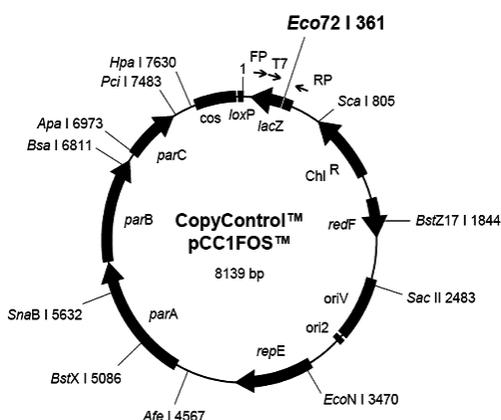 Eco72 I 361
FP
T7
RP
1
Hpa I 7630
Pci I 7483
Sca I 805
cos
loxP
lacZ
Apa I 6973
Bsa I 6811
parC
Chl R
parB
CopyControl™
pCC1FOS™
8139 bp
redF
BstZ17 I 1844
SnaB I 5632
parA
oriV
Sac II 2483
ori2
repE
BstX I 5086
EcoN I 3470
Afe I 4567